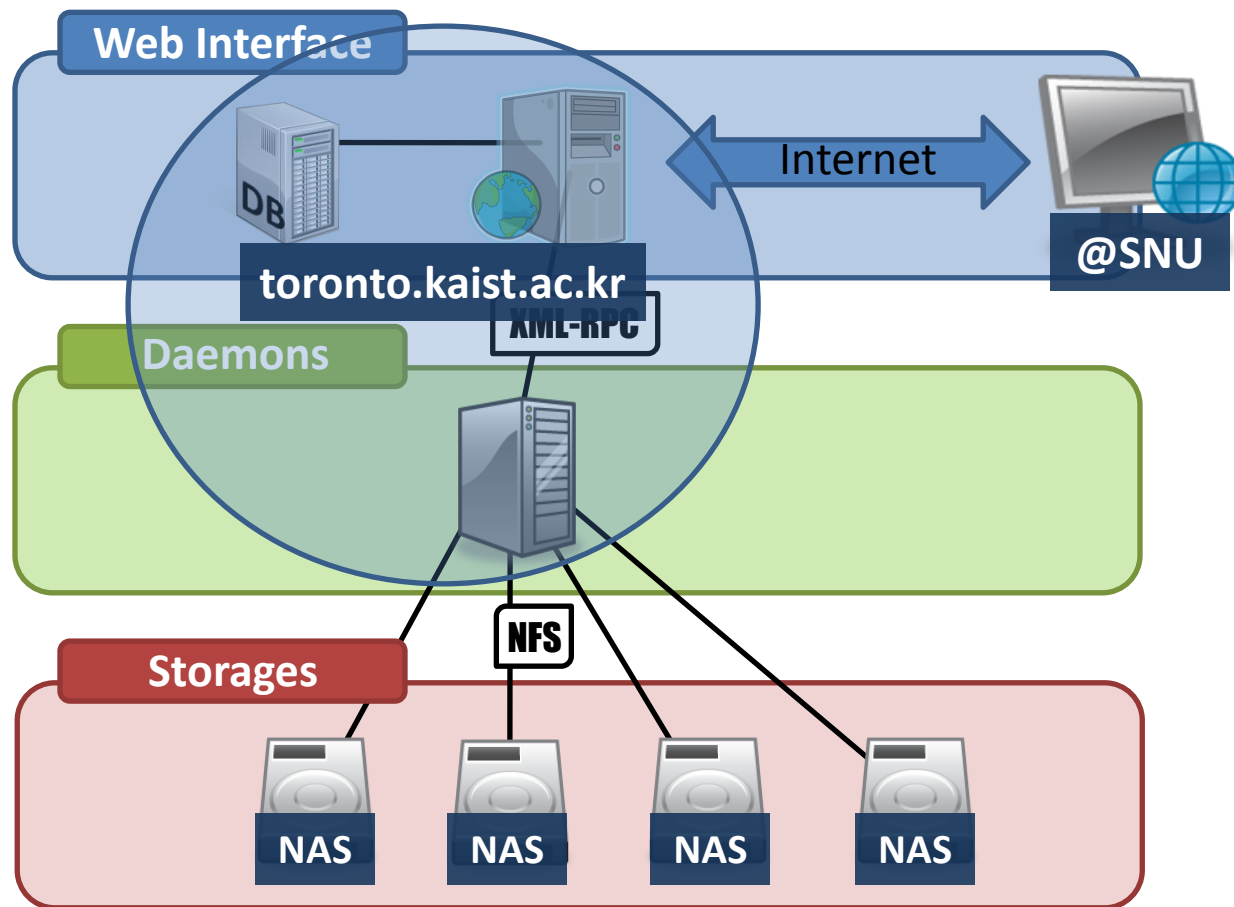 Web Interface
DB
Internet
@SNU
toronto.kaist.ac.kr
XML-RPC
Daemons
NFS
Storages
NAS
NAS
NAS
NAS